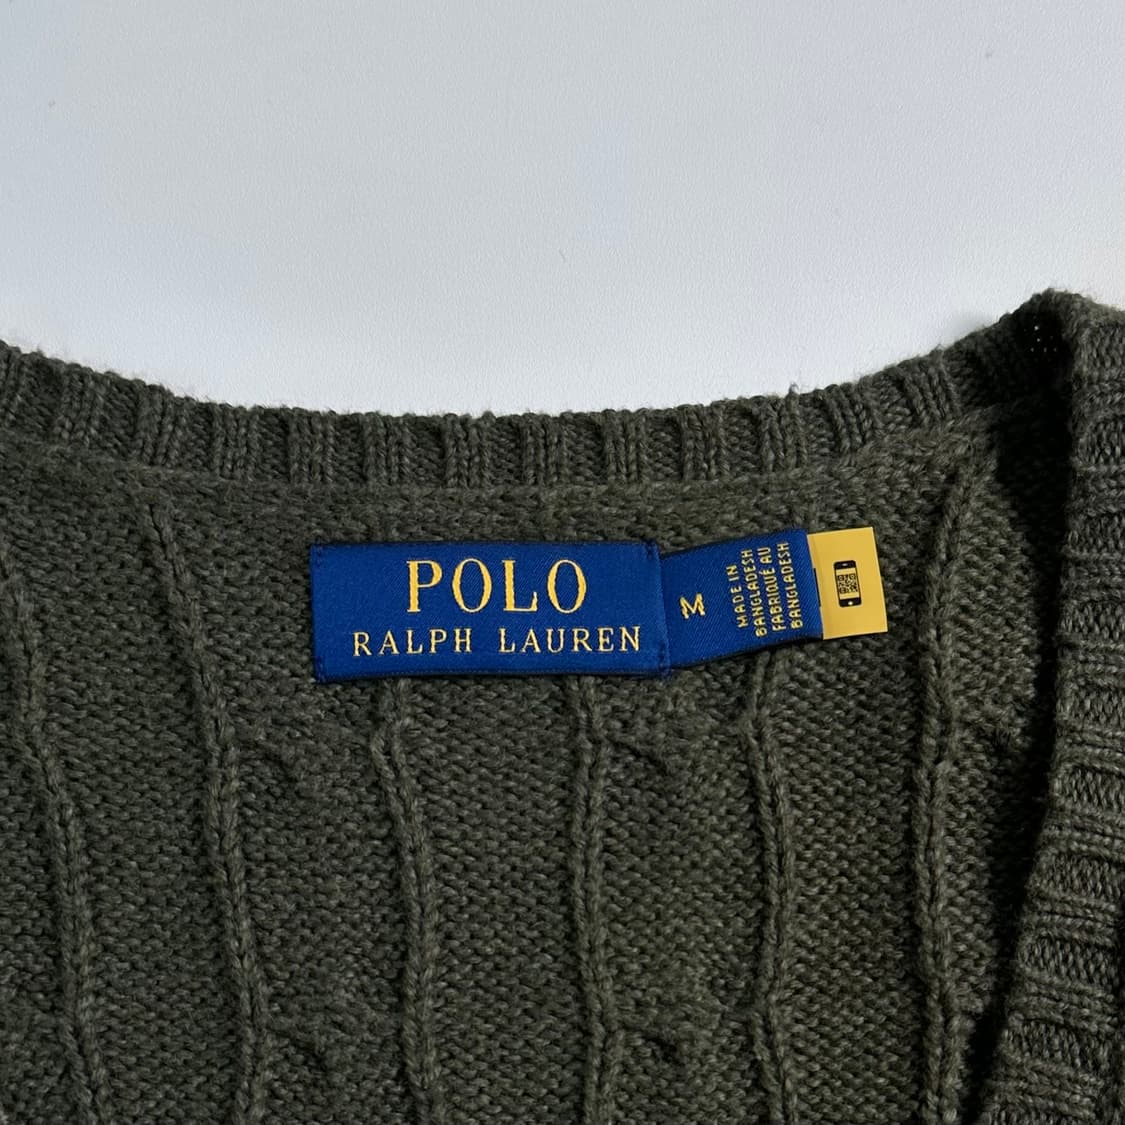 POLO
RALPH LAUREN
M
MADE IN
BANGLADESH
FABRIQUÉ AU
BANGLADESH